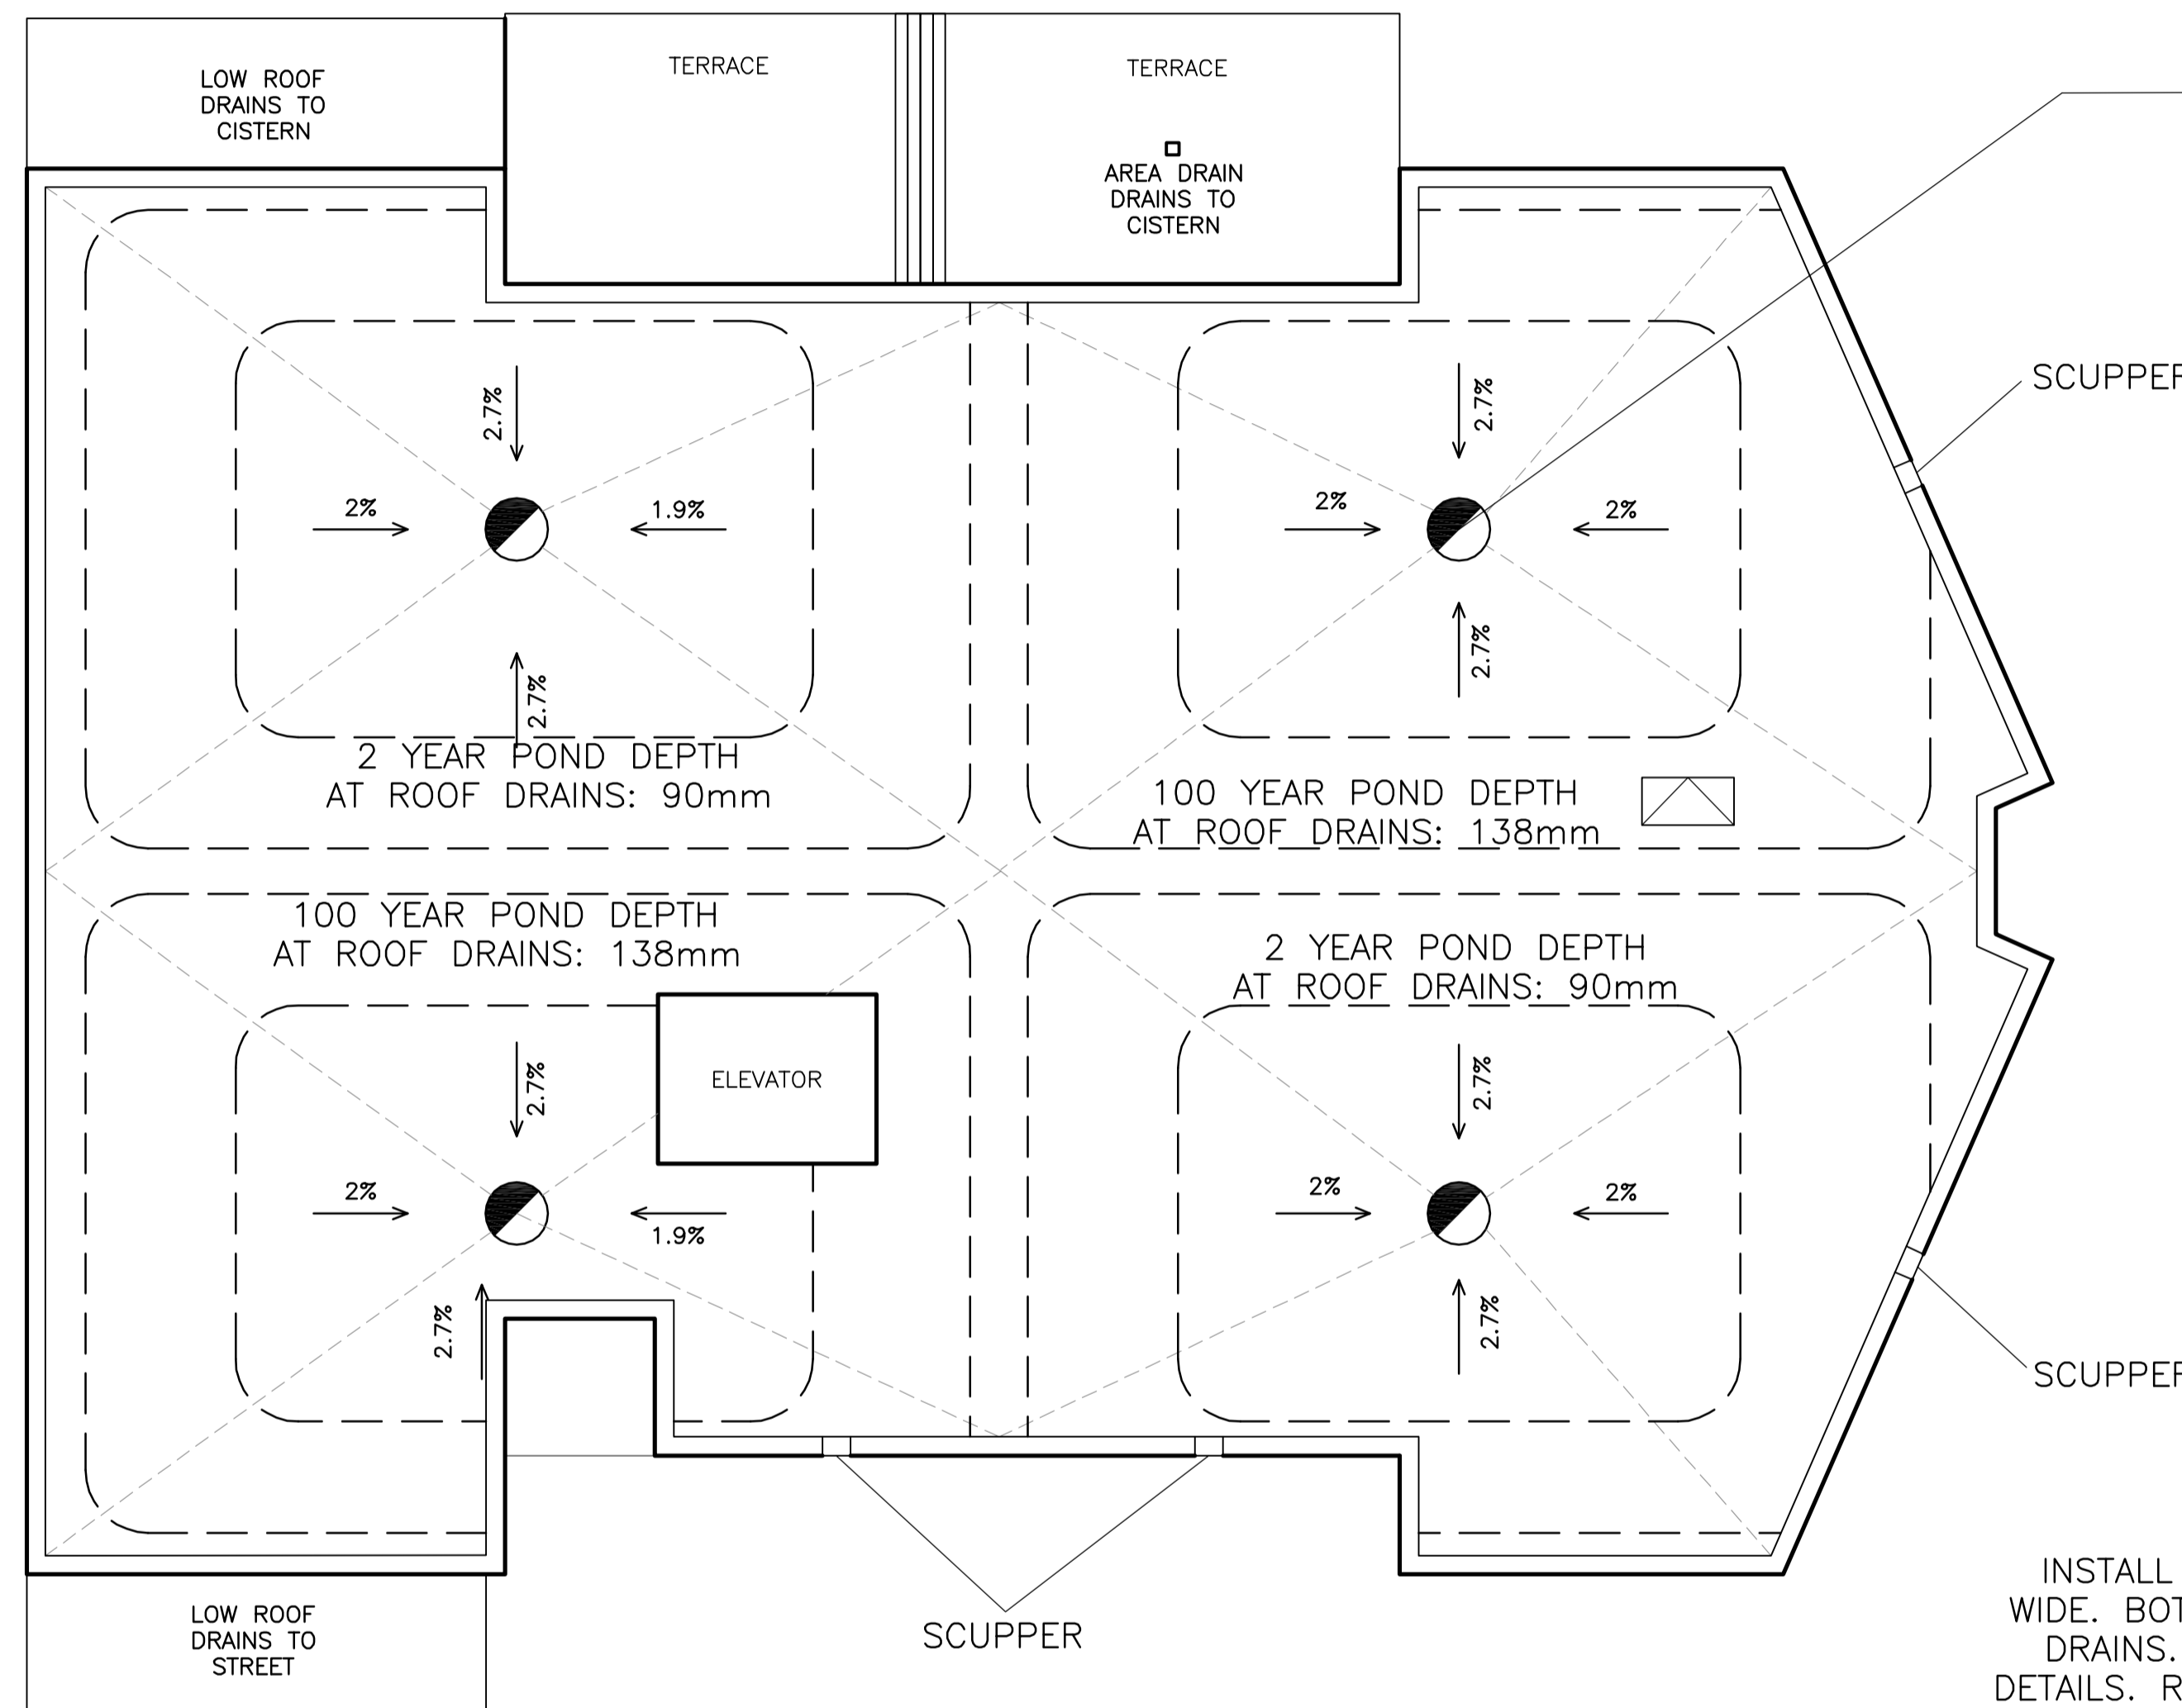 LOW ROOF
DRAINS TO
CISTERN
TERRACE
TERRACE
AREA DRAIN
DRAINS TO
CISTERN
SCUPPER
2.7%
2%
1.9%
2.7%
2.7%
2%
2%
2.7%
2 YEAR POND DEPTH
AT ROOF DRAINS: 90mm
100 YEAR POND DEPTH
AT ROOF DRAINS: 138mm
100 YEAR POND DEPTH
AT ROOF DRAINS: 138mm
2 YEAR POND DEPTH
AT ROOF DRAINS: 90mm
ELEVATOR
2.7%
2%
1.9%
2.7%
2.7%
2%
2%
2.7%
SCUPPER
SCUPPER
LOW ROOF
DRAINS TO
STREET
INSTALL
WIDE. BOT
DRAINS.
DETAILS. R